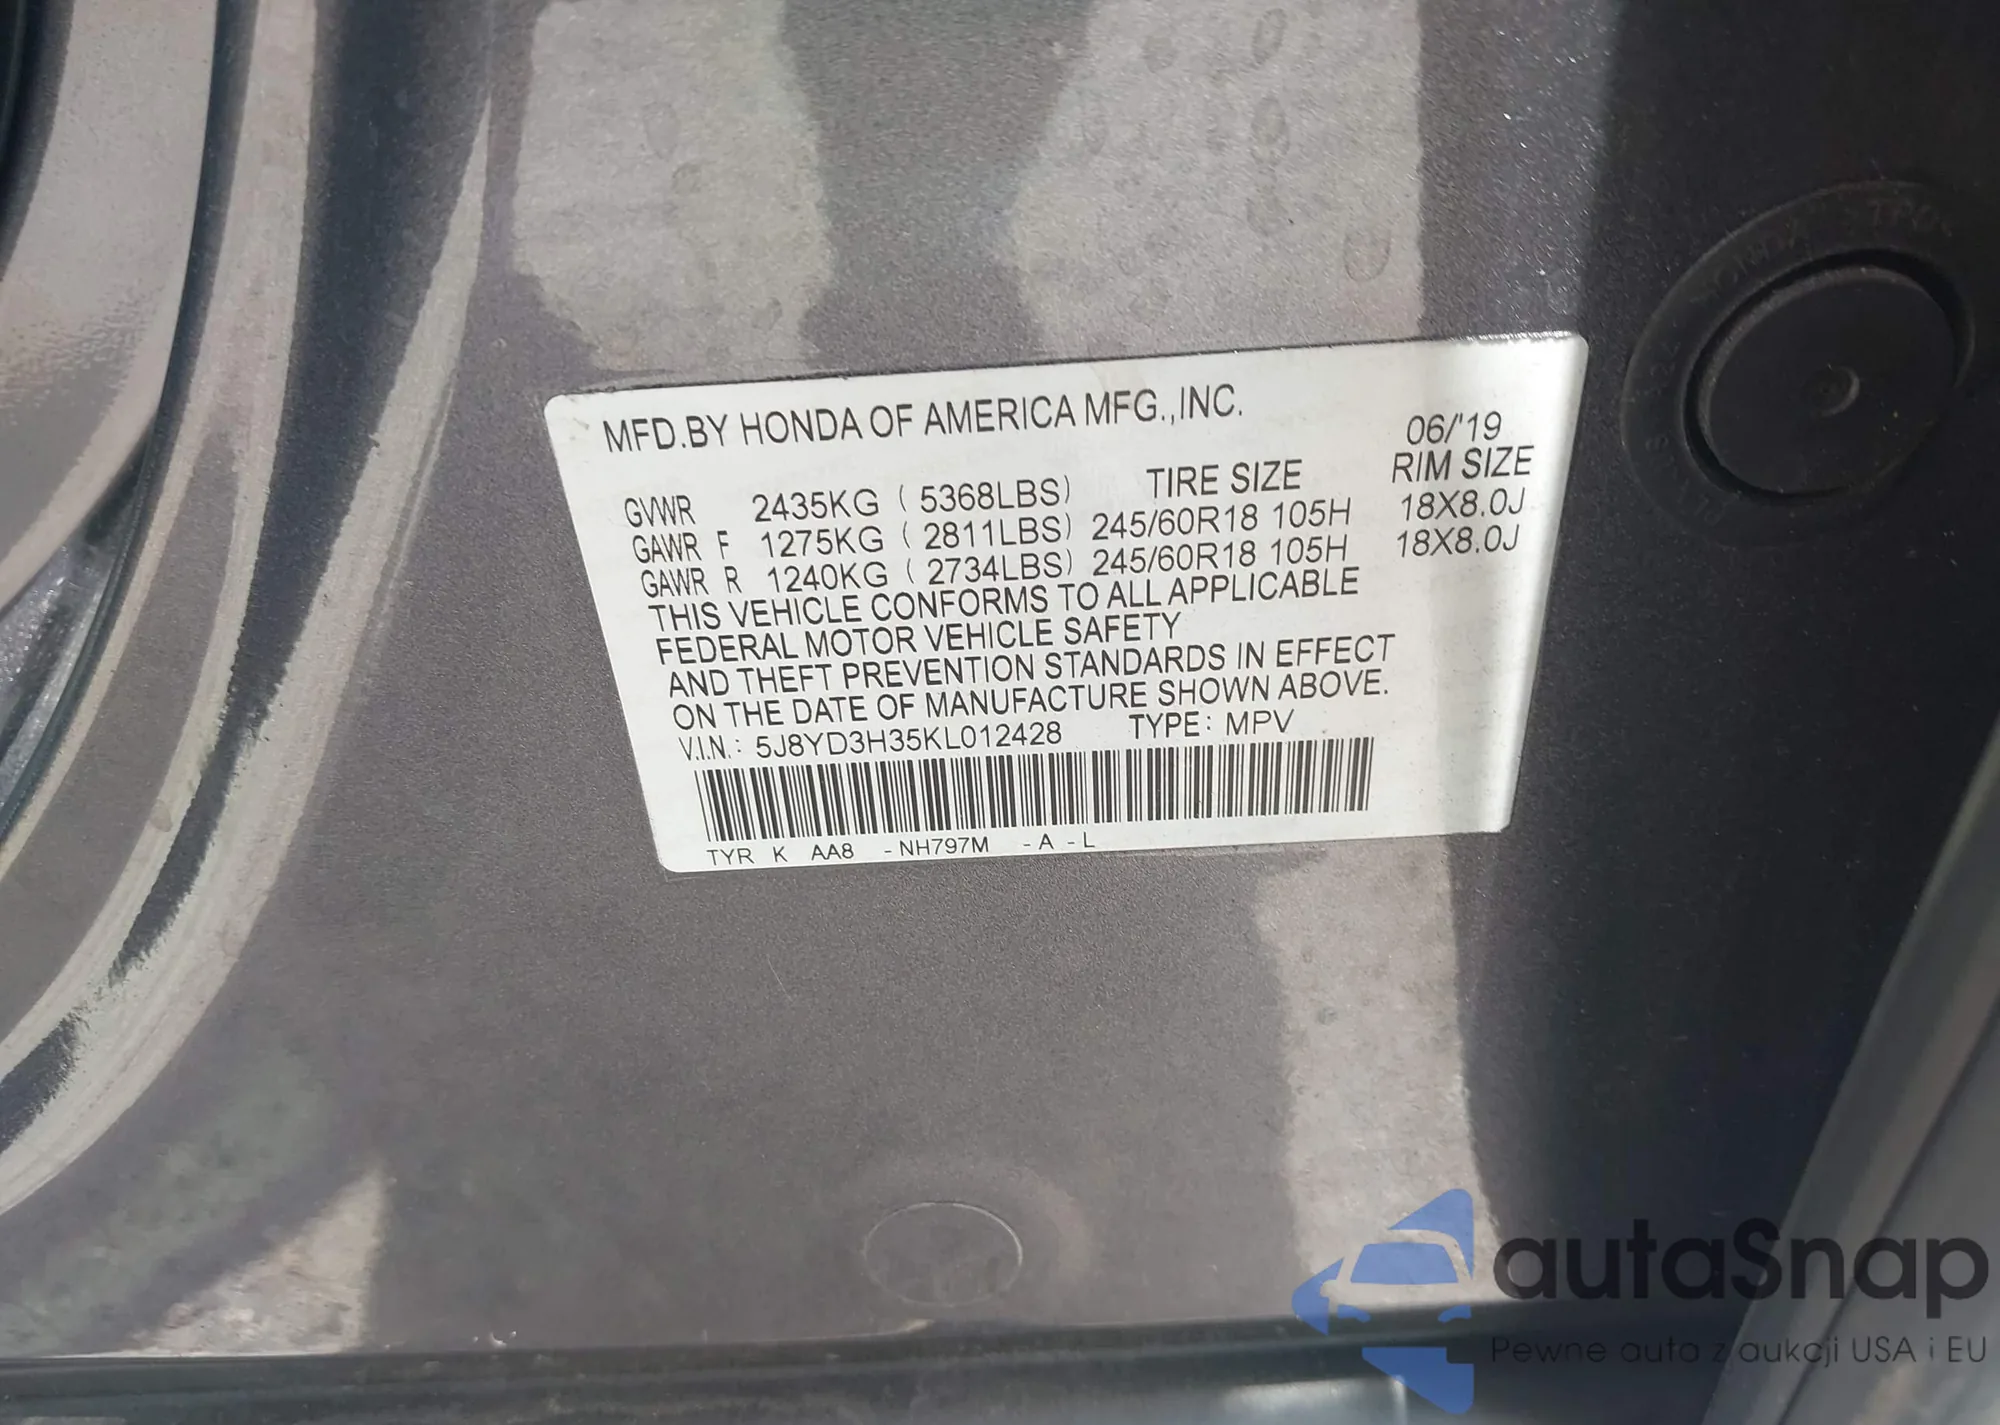 MFD.BY HONDA OF AMERICA MFG.,INC.
06/'19
TIRE SIZE RIM SIZE
GVWR 2435KG ( 5368LBS)
GAWR F 1275KG ( 2811LBS) 245/60R18 105H 18X8.0J
GAWR R 1240KG ( 2734LBS) 245/60R18 105H 18X8.0J
THIS VEHICLE CONFORMS TO ALL APPLICABLE
FEDERAL MOTOR VEHICLE SAFETY
AND THEFT PREVENTION STANDARDS IN EFFECT
ON THE DATE OF MANUFACTURE SHOWN ABOVE.
V.I.N.: 5J8YD3H35KL012428 TYPE: MPV
TYR K AA8 -NH797M -A -L
autaSnap
Pewne auta z aukcji USA i EU